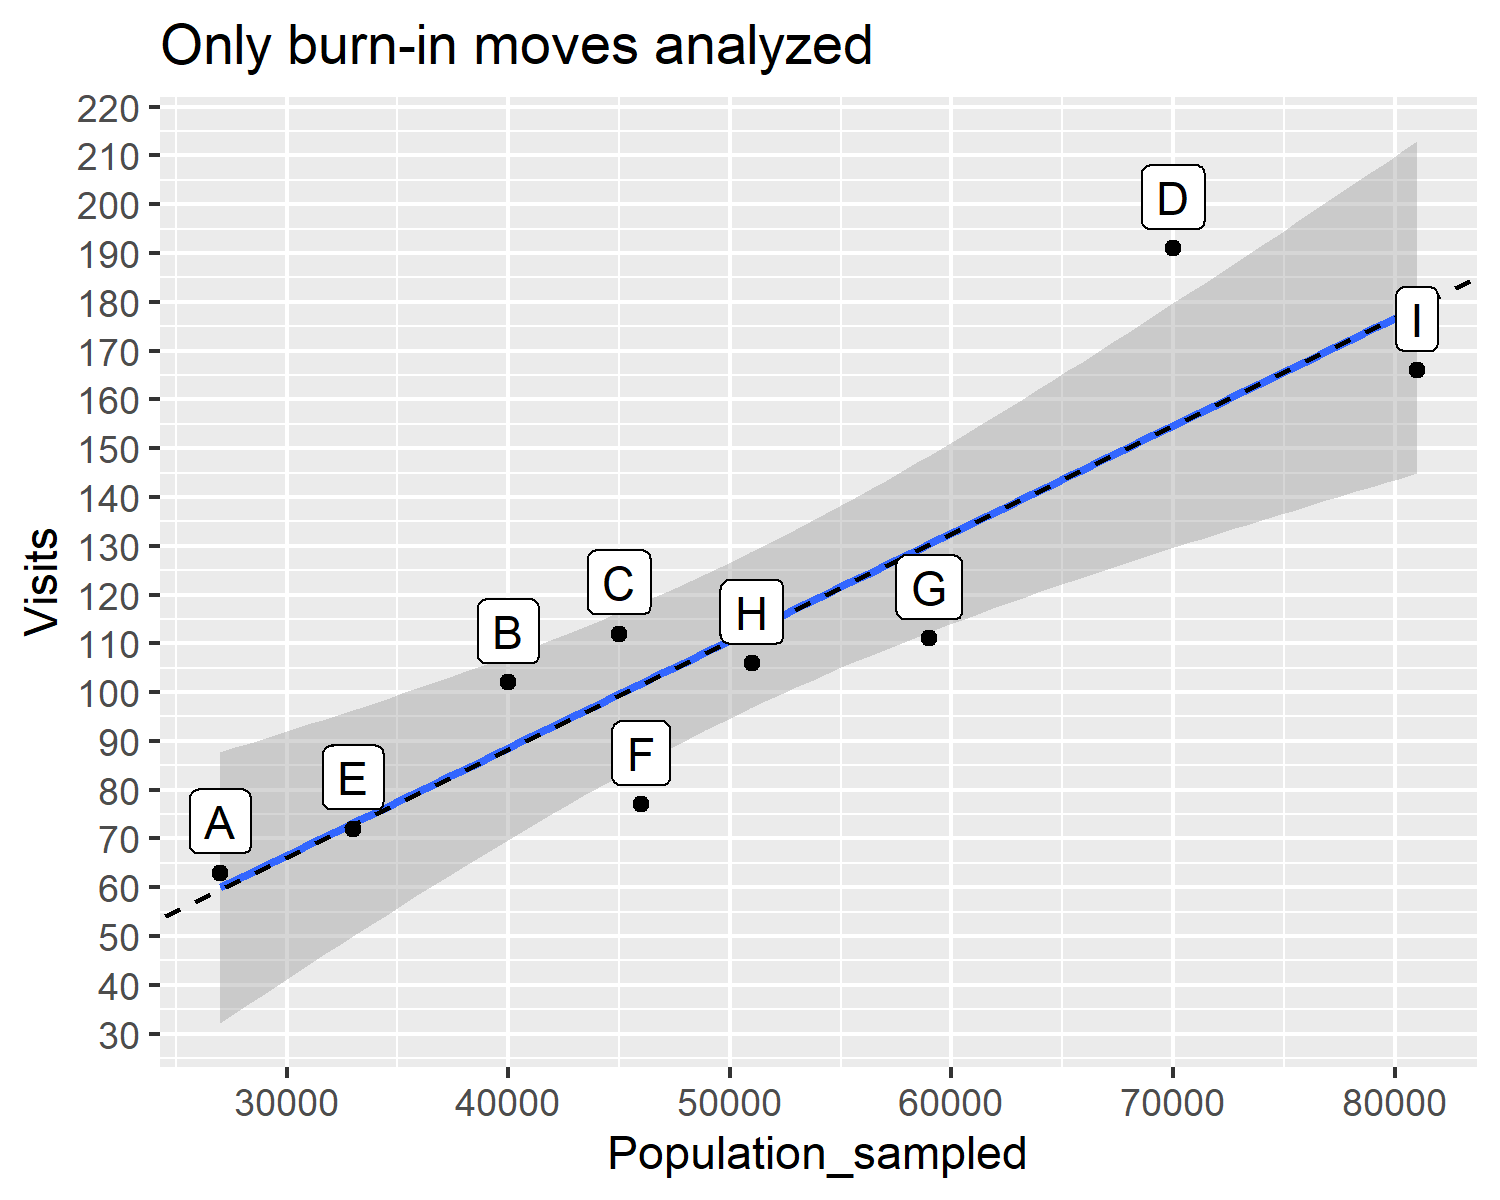 Only burn-in moves analyzed
220
210
200
190
180
170
160
150
140
130
120
110
100
90
80
70
60
50
40
30
Visits
D
I
C
G
H
B
F
E
A
30000 40000 50000 60000 70000 80000
Population_sampled